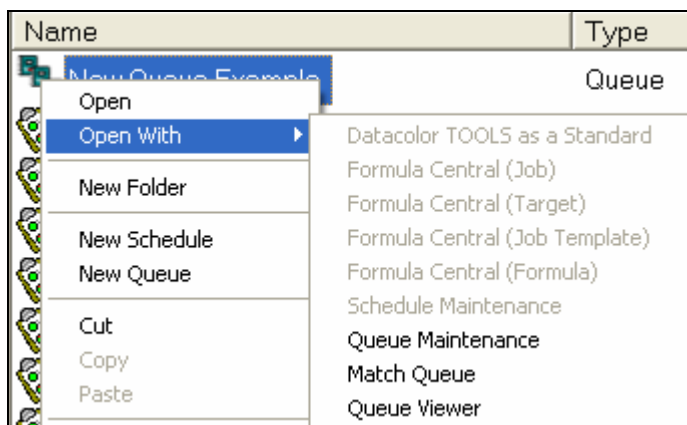 Name Type
New Queue Example Queue
Open
Open With
New Folder
New Schedule
New Queue
Cut
Copy
Paste
Datacolor TOOLS as a Standard
Formula Central (Job)
Formula Central (Target)
Formula Central (Job Template)
Formula Central (Formula)
Schedule Maintenance
Queue Maintenance
Match Queue
Queue Viewer